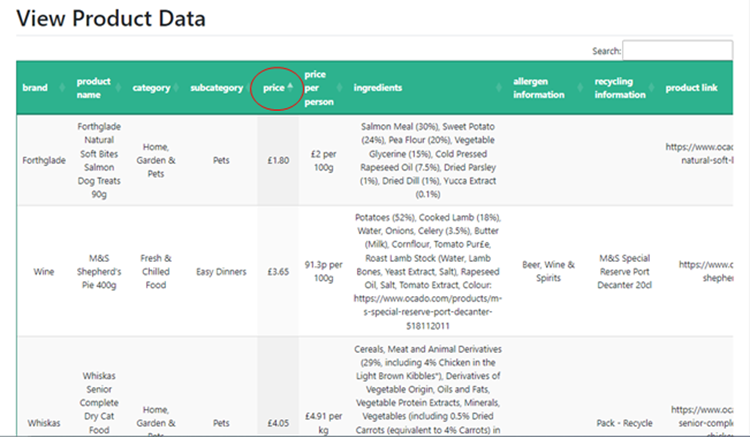 View Product Data
Search:
brand
product
name
category
subcategory
price
price
per
person
ingredients
allergen
information
recycling
information
product link
Forthglade
Forthglade
Natural
Soft Bites
Salmon
Dog Treats
90g
Home,
Garden &
Pets
Pets
£1.80
£2 per
100g
Salmon Meal (30%), Sweet Potato
(24%), Pea Flour (20%), Vegetable
Glycerine (15%), Cold Pressed
Rapeseed Oil (7.5%), Dried Parsley
(1%), Dried Dill (1%), Yucca Extract
(0.1%)
https://www.oca
natural-soft-l
Wine
M&S
Shepherd's
Pie 400g
Fresh &
Chilled
Food
Easy Dinners
£3.65
91.3p per
100g
Potatoes (52%), Cooked Lamb (18%),
Water, Onions, Celery (3.5%), Butter
(Milk), Cornflour, Tomato Pur£e,
Roast Lamb Stock (Water, Lamb
Bones, Yeast Extract, Salt), Rapeseed
Oil, Salt, Tomato Extract, Colour:
https://www.ocado.com/products/m-
s-special-reserve-port-decanter-
518112011
Beer, Wine &
Spirits
M&S Special
Reserve Port
Decanter 20cl
https://www.o
shepher
Whiskas
Whiskas
Senior
Complete
Dry Cat
Food
Home,
Garden &
Pets
Pets
£4.05
£4.91 per
kg
Cereals, Meat and Animal Derivatives
(29%, including 4% Chicken in the
Light Brown Kibbles*), Derivatives of
Vegetable Origin, Oils and Fats,
Vegetable Protein Extracts, Minerals,
Vegetables (including 0.5% Dried
Carrots (equivalent to 4% Carrots) in
Pack - Recycle
https://www.oca
senior-comple